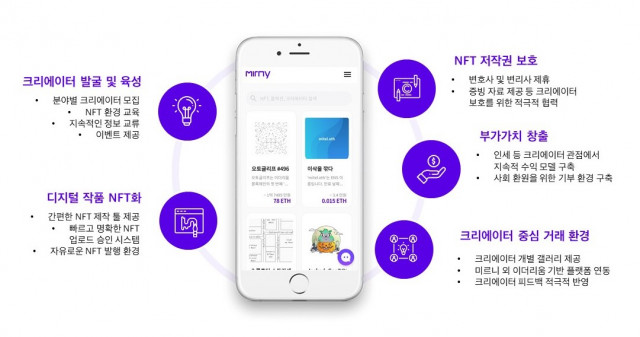 크리에이터 발굴 및 육성
• 분야별 크리에이터 모집
• NFT 환경 교육
• 지속적인 정보 교류
• 이벤트 제공
디지털 작품 NFT화
• 간편한 NFT 제작 툴 제공
• 빠르고 명확한 NFT
업로드 승인 시스템
• 자유로운 NFT 발행 환경
mirny
오토글리프 #496
78 ETH
이석을 깎다
0.015 ETH
NFT 저작권 보호
• 변호사 및 변리사 제휴
• 증빙 자료 제공 등 크리에이터
보호를 위한 적극적 협력
부가가치 창출
• 인세 등 크리에이터 관점에서
지속적 수익 모델 구축
• 사회 환원을 위한 기부 환경 구축
크리에이터 중심 거래 환경
• 크리에이터 개별 갤러리 제공
• 미르니 외 이더리움 기반 플랫폼 연동
• 크리에이터 피드백 적극적 반영